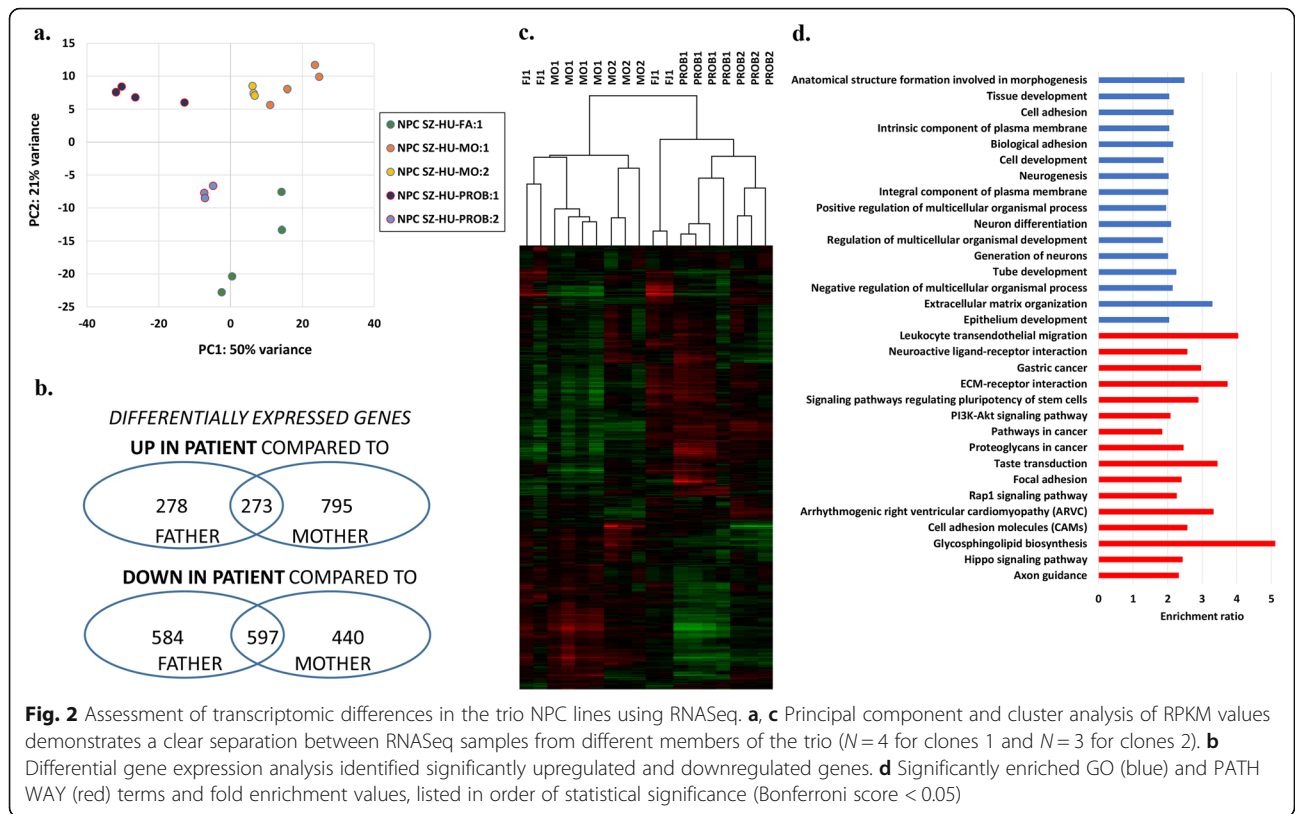 a.
15
10
5
0
-5
-10
-15
-20
-25
-40
-20
0
20
40
PC2: 21% variance
PC1: 50% variance
NPC SZ-HU-FA:1
NPC SZ-HU-MO:1
NPC SZ-HU-MO:2
NPC SZ-HU-PROB:1
NPC SZ-HU-PROB:2
b.
DIFFERENTIALLY EXPRESSED GENES
UP IN PATIENT COMPARED TO
278 273 795
FATHER MOTHER
DOWN IN PATIENT COMPARED TO
584 597 440
FATHER MOTHER
c.
FJ1
FJ1
MO1
MO1
MO1
MO1
MO2
MO2
MO2
FJ1
FJ1
PROB1
PROB1
PROB1
PROB1
PROB2
PROB2
PROB2
d.
Anatomical structure formation involved in morphogenesis
Tissue development
Cell adhesion
Intrinsic component of plasma membrane
Biological adhesion
Cell development
Neurogenesis
Integral component of plasma membrane
Positive regulation of multicellular organismal process
Neuron differentiation
Regulation of multicellular organismal development
Generation of neurons
Tube development
Negative regulation of multicellular organismal process
Extracellular matrix organization
Epithelium development
Leukocyte transendothelial migration
Neuroactive ligand-receptor interaction
Gastric cancer
ECM-receptor interaction
Signaling pathways regulating pluripotency of stem cells
PI3K-Akt signaling pathway
Pathways in cancer
Proteoglycans in cancer
Taste transduction
Focal adhesion
Rap1 signaling pathway
Arrhythmogenic right ventricular cardiomyopathy (ARVC)
Cell adhesion molecules (CAMs)
Glycosphingolipid biosynthesis
Hippo signaling pathway
Axon guidance
0 1 2 3 4 5
Enrichment ratio
Fig. 2 Assessment of transcriptomic differences in the trio NPC lines using RNASeq. a, c Principal component and cluster analysis of RPKM values
demonstrates a clear separation between RNASeq samples from different members of the trio (N = 4 for clones 1 and N = 3 for clones 2). b
Differential gene expression analysis identified significantly upregulated and downregulated genes. d Significantly enriched GO (blue) and PATH
WAY (red) terms and fold enrichment values, listed in order of statistical significance (Bonferroni score < 0.05)